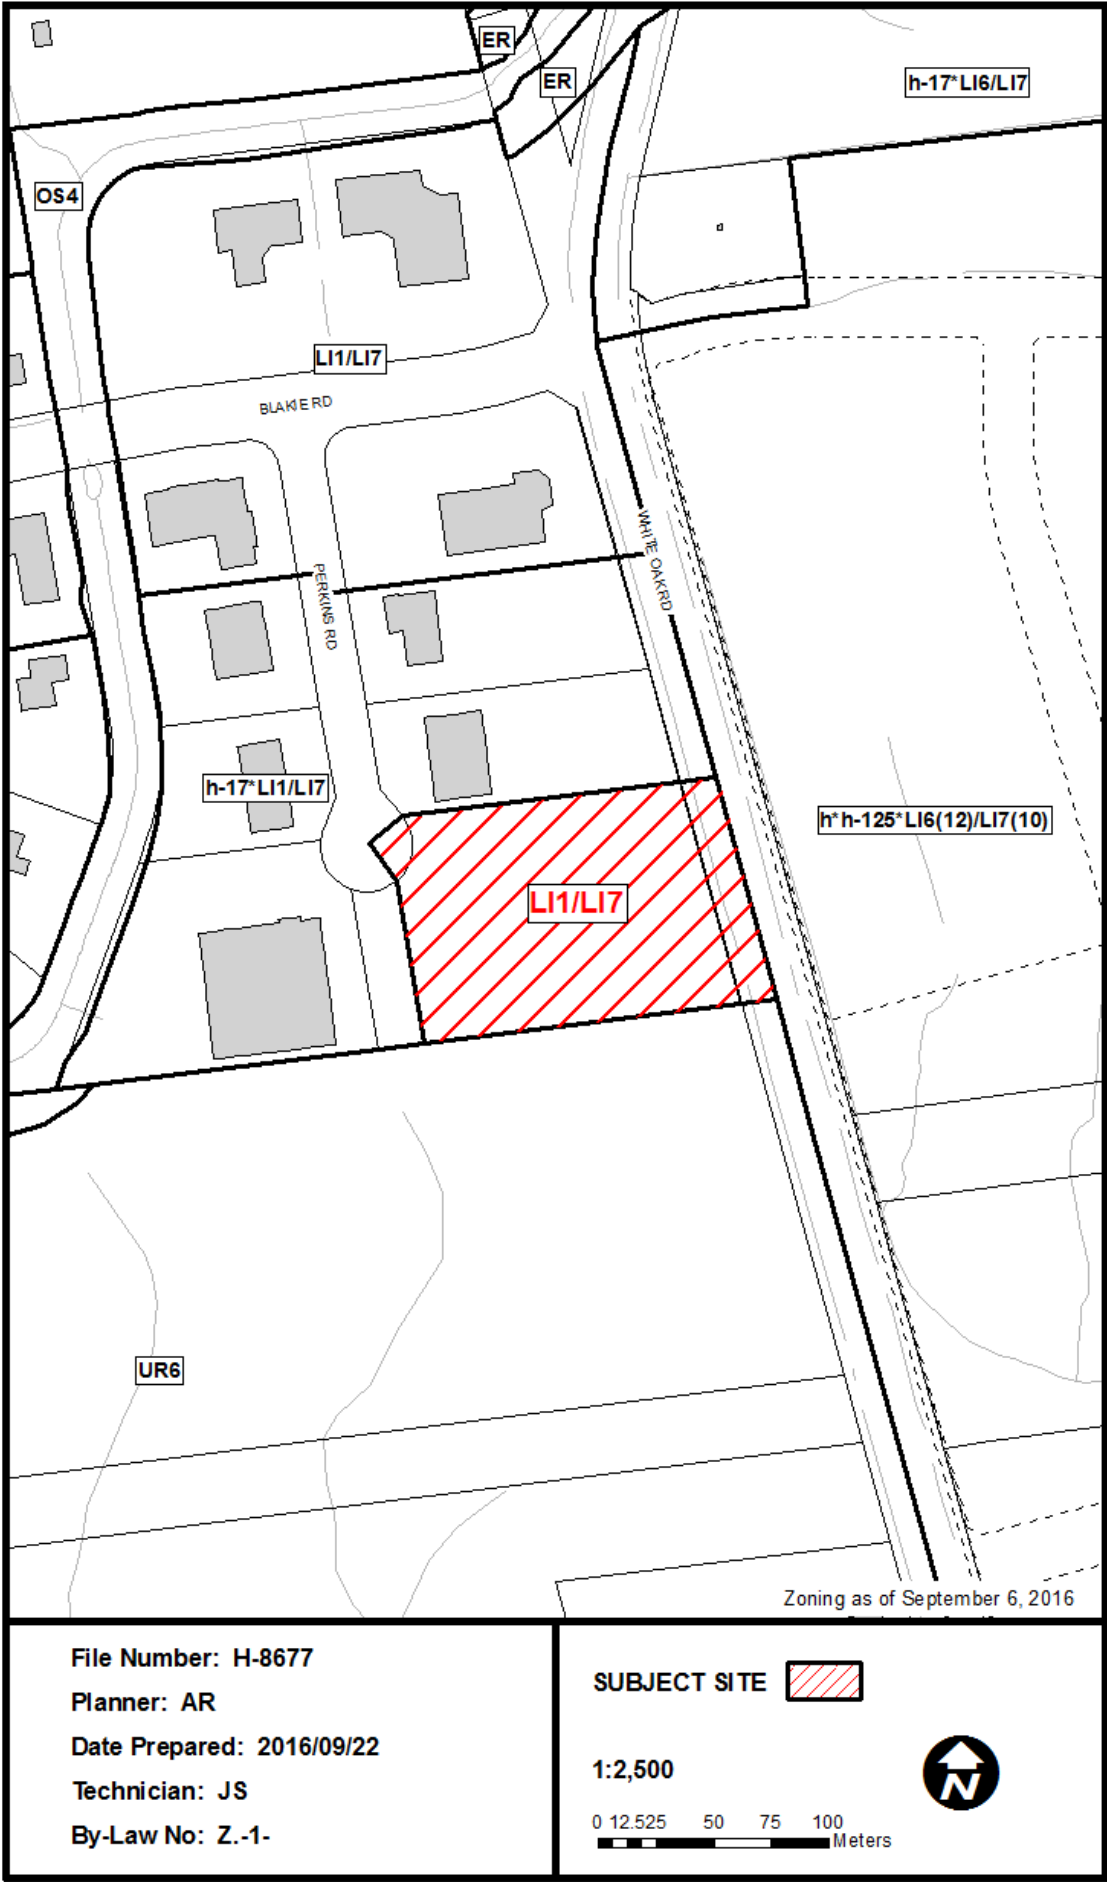 ER
ER
h-17*LI6/LI7
OS4
LI1/LI7
BLAKIE RD
WHITE OAK RD
PERKINS RD
h-17*LI1/LI7
h*h-125*LI6(12)/LI7(10)
LI1/LI7
UR6
Zoning as of September 6, 2016
File Number: H-8677
Planner: AR
Date Prepared: 2016/09/22
Technician: JS
By-Law No: Z.-1-
SUBJECT SITE
1:2,500
N
0 12.525 50 75 100
Meters